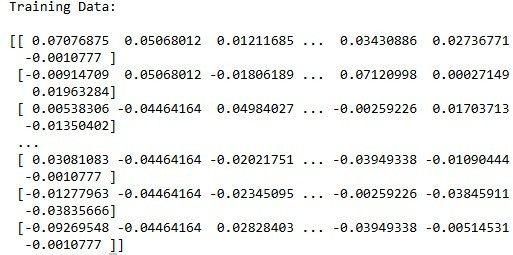 Training Data:
[[ 0.07076875  0.05068012  0.01211685 ...  0.03430886  0.02736771
  -0.0010777 ]
 [-0.00914709  0.05068012 -0.01806189 ...  0.07120998  0.00027149
   0.01963284]
 [ 0.00538306 -0.04464164  0.04984027 ... -0.00259226  0.01703713
  -0.01350402]
 ...
 [ 0.03081083 -0.04464164 -0.02021751 ... -0.03949338 -0.01090444
  -0.0010777 ]
 [-0.01277963 -0.04464164 -0.02345095 ... -0.00259226 -0.03845911
  -0.03835666]
 [-0.09269548 -0.04464164  0.02828403 ... -0.03949338 -0.00514531
  -0.0010777 ]]